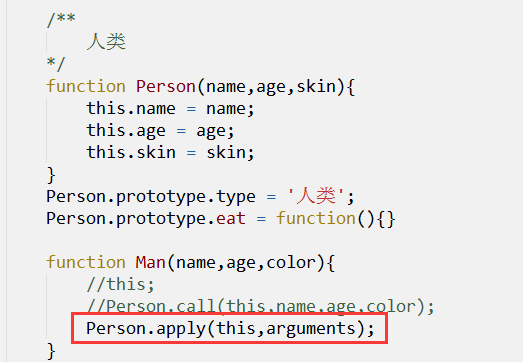 /**
人类
*/
function Person(name,age,skin){
this.name = name;
this.age = age;
this.skin = skin;
}
Person.prototype.type = '人类';
Person.prototype.eat = function(){}
function Man(name,age,color){
//this;
//Person.call(this,name,age,color);
Person.apply(this,arguments);
}